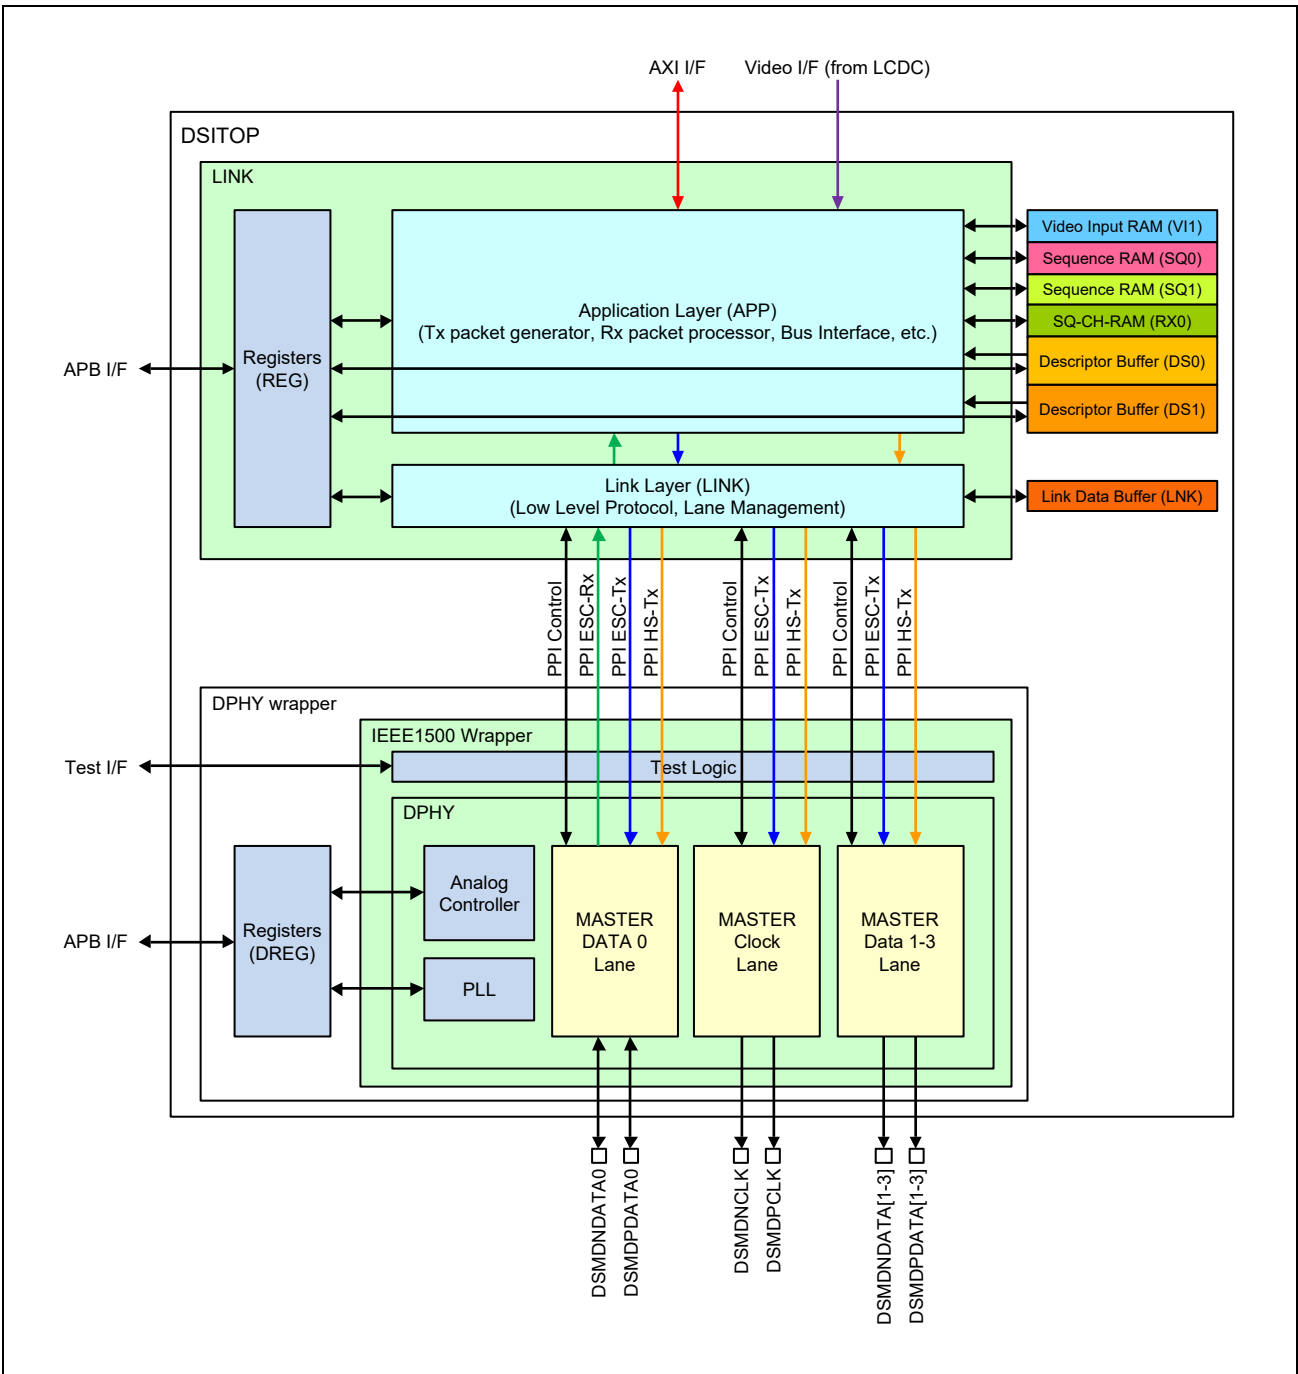 AXI I/F
Video I/F (from LCDC)
DSITOP
LINK
Registers
(REG)
APB I/F
Application Layer (APP)
(Tx packet generator, Rx packet processor, Bus Interface, etc.)
Video Input RAM (VI1)
Sequence RAM (SQ0)
Sequence RAM (SQ1)
SQ-CH-RAM (RX0)
Descriptor Buffer (DS0)
Descriptor Buffer (DS1)
Link Layer (LINK)
(Low Level Protocol, Lane Management)
Link Data Buffer (LNK)
PPI Control
PPI ESC-Rx
PPI ESC-Tx
PPI HS-Tx
PPI Control
PPI ESC-Tx
PPI HS-Tx
PPI Control
PPI ESC-Tx
PPI HS-Tx
DPHY wrapper
IEEE1500 Wrapper
Test I/F
Test Logic
DPHY
APB I/F
Registers
(DREG)
Analog
Controller
PLL
MASTER
DATA 0
Lane
MASTER
Clock
Lane
MASTER
Data 1-3
Lane
DSMDNDATA0
DSMDPDATA0
DSMDNCLK
DSMDPCLK
DSMDNDATA[1-3]
DSMDPDATA[1-3]